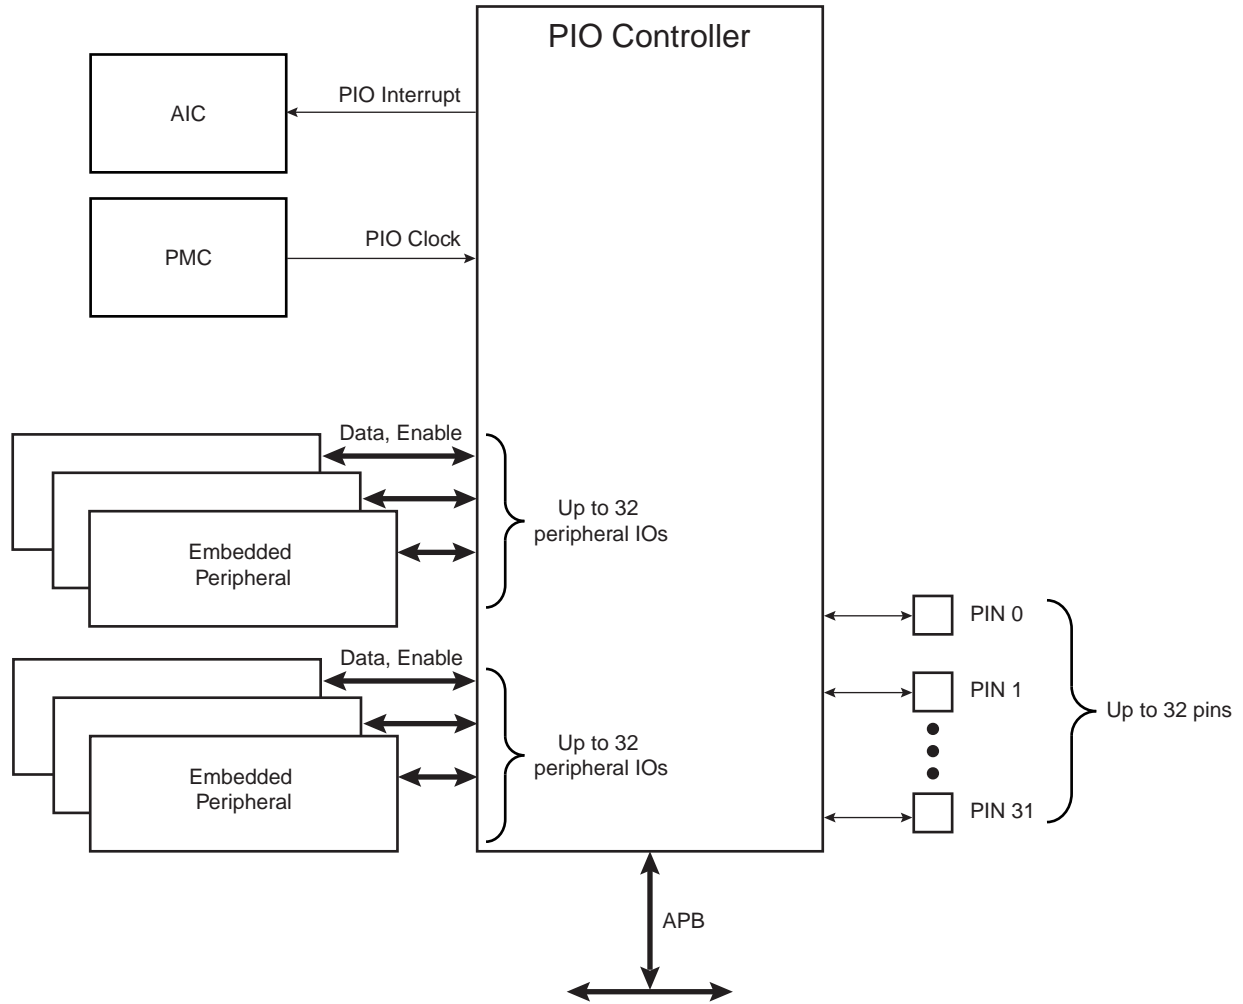 PIO Controller
AIC
PIO Interrupt
PMC
PIO Clock
Data, Enable
Up to 32
peripheral IOs
Embedded
Peripheral
Data, Enable
Up to 32
peripheral IOs
Embedded
Peripheral
PIN 0
PIN 1
Up to 32 pins
PIN 31
APB